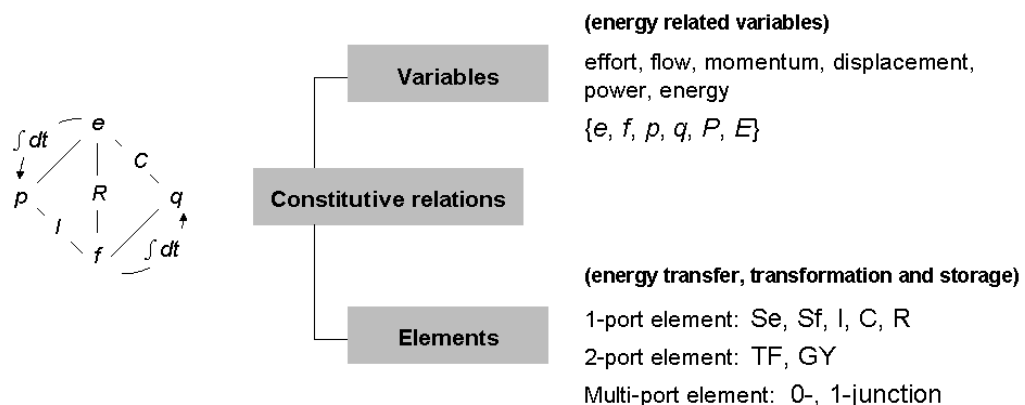 (energy related variables)
Variables
effort, flow, momentum, displacement,
power, energy
{e, f, p, q, P, E}
e
∫ dt
C
p
R
q
I
f
∫ dt
Constitutive relations
(energy transfer, transformation and storage)
Elements
1-port element: Se, Sf, I, C, R
2-port element: TF, GY
Multi-port element: 0-, 1-junction